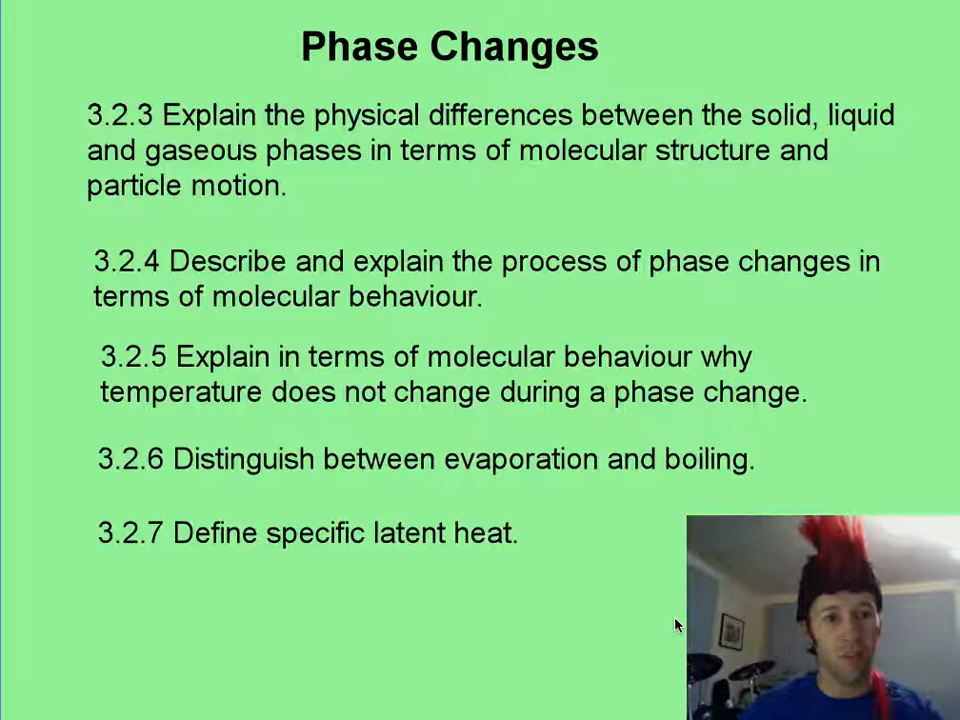 Phase Changes
3.2.3 Explain the physical differences between the solid, liquid
and gaseous phases in terms of molecular structure and
particle motion.
3.2.4 Describe and explain the process of phase changes in
terms of molecular behaviour.
3.2.5 Explain in terms of molecular behaviour why
temperature does not change during a phase change.
3.2.6 Distinguish between evaporation and boiling.
3.2.7 Define specific latent heat.